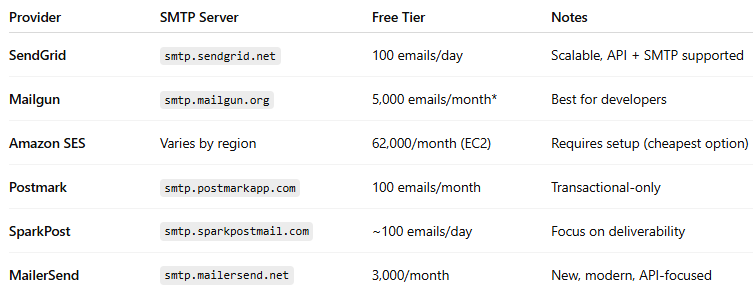 Provider SMTP Server Free Tier Notes
SendGrid smtp.sendgrid.net 100 emails/day Scalable, API + SMTP supported
Mailgun smtp.mailgun.org 5,000 emails/month* Best for developers
Amazon SES Varies by region 62,000/month (EC2) Requires setup (cheapest option)
Postmark smtp.postmarkapp.com 100 emails/month Transactional-only
SparkPost smtp.sparkpostmail.com ~100 emails/day Focus on deliverability
MailerSend smtp.mailersend.net 3,000/month New, modern, API-focused